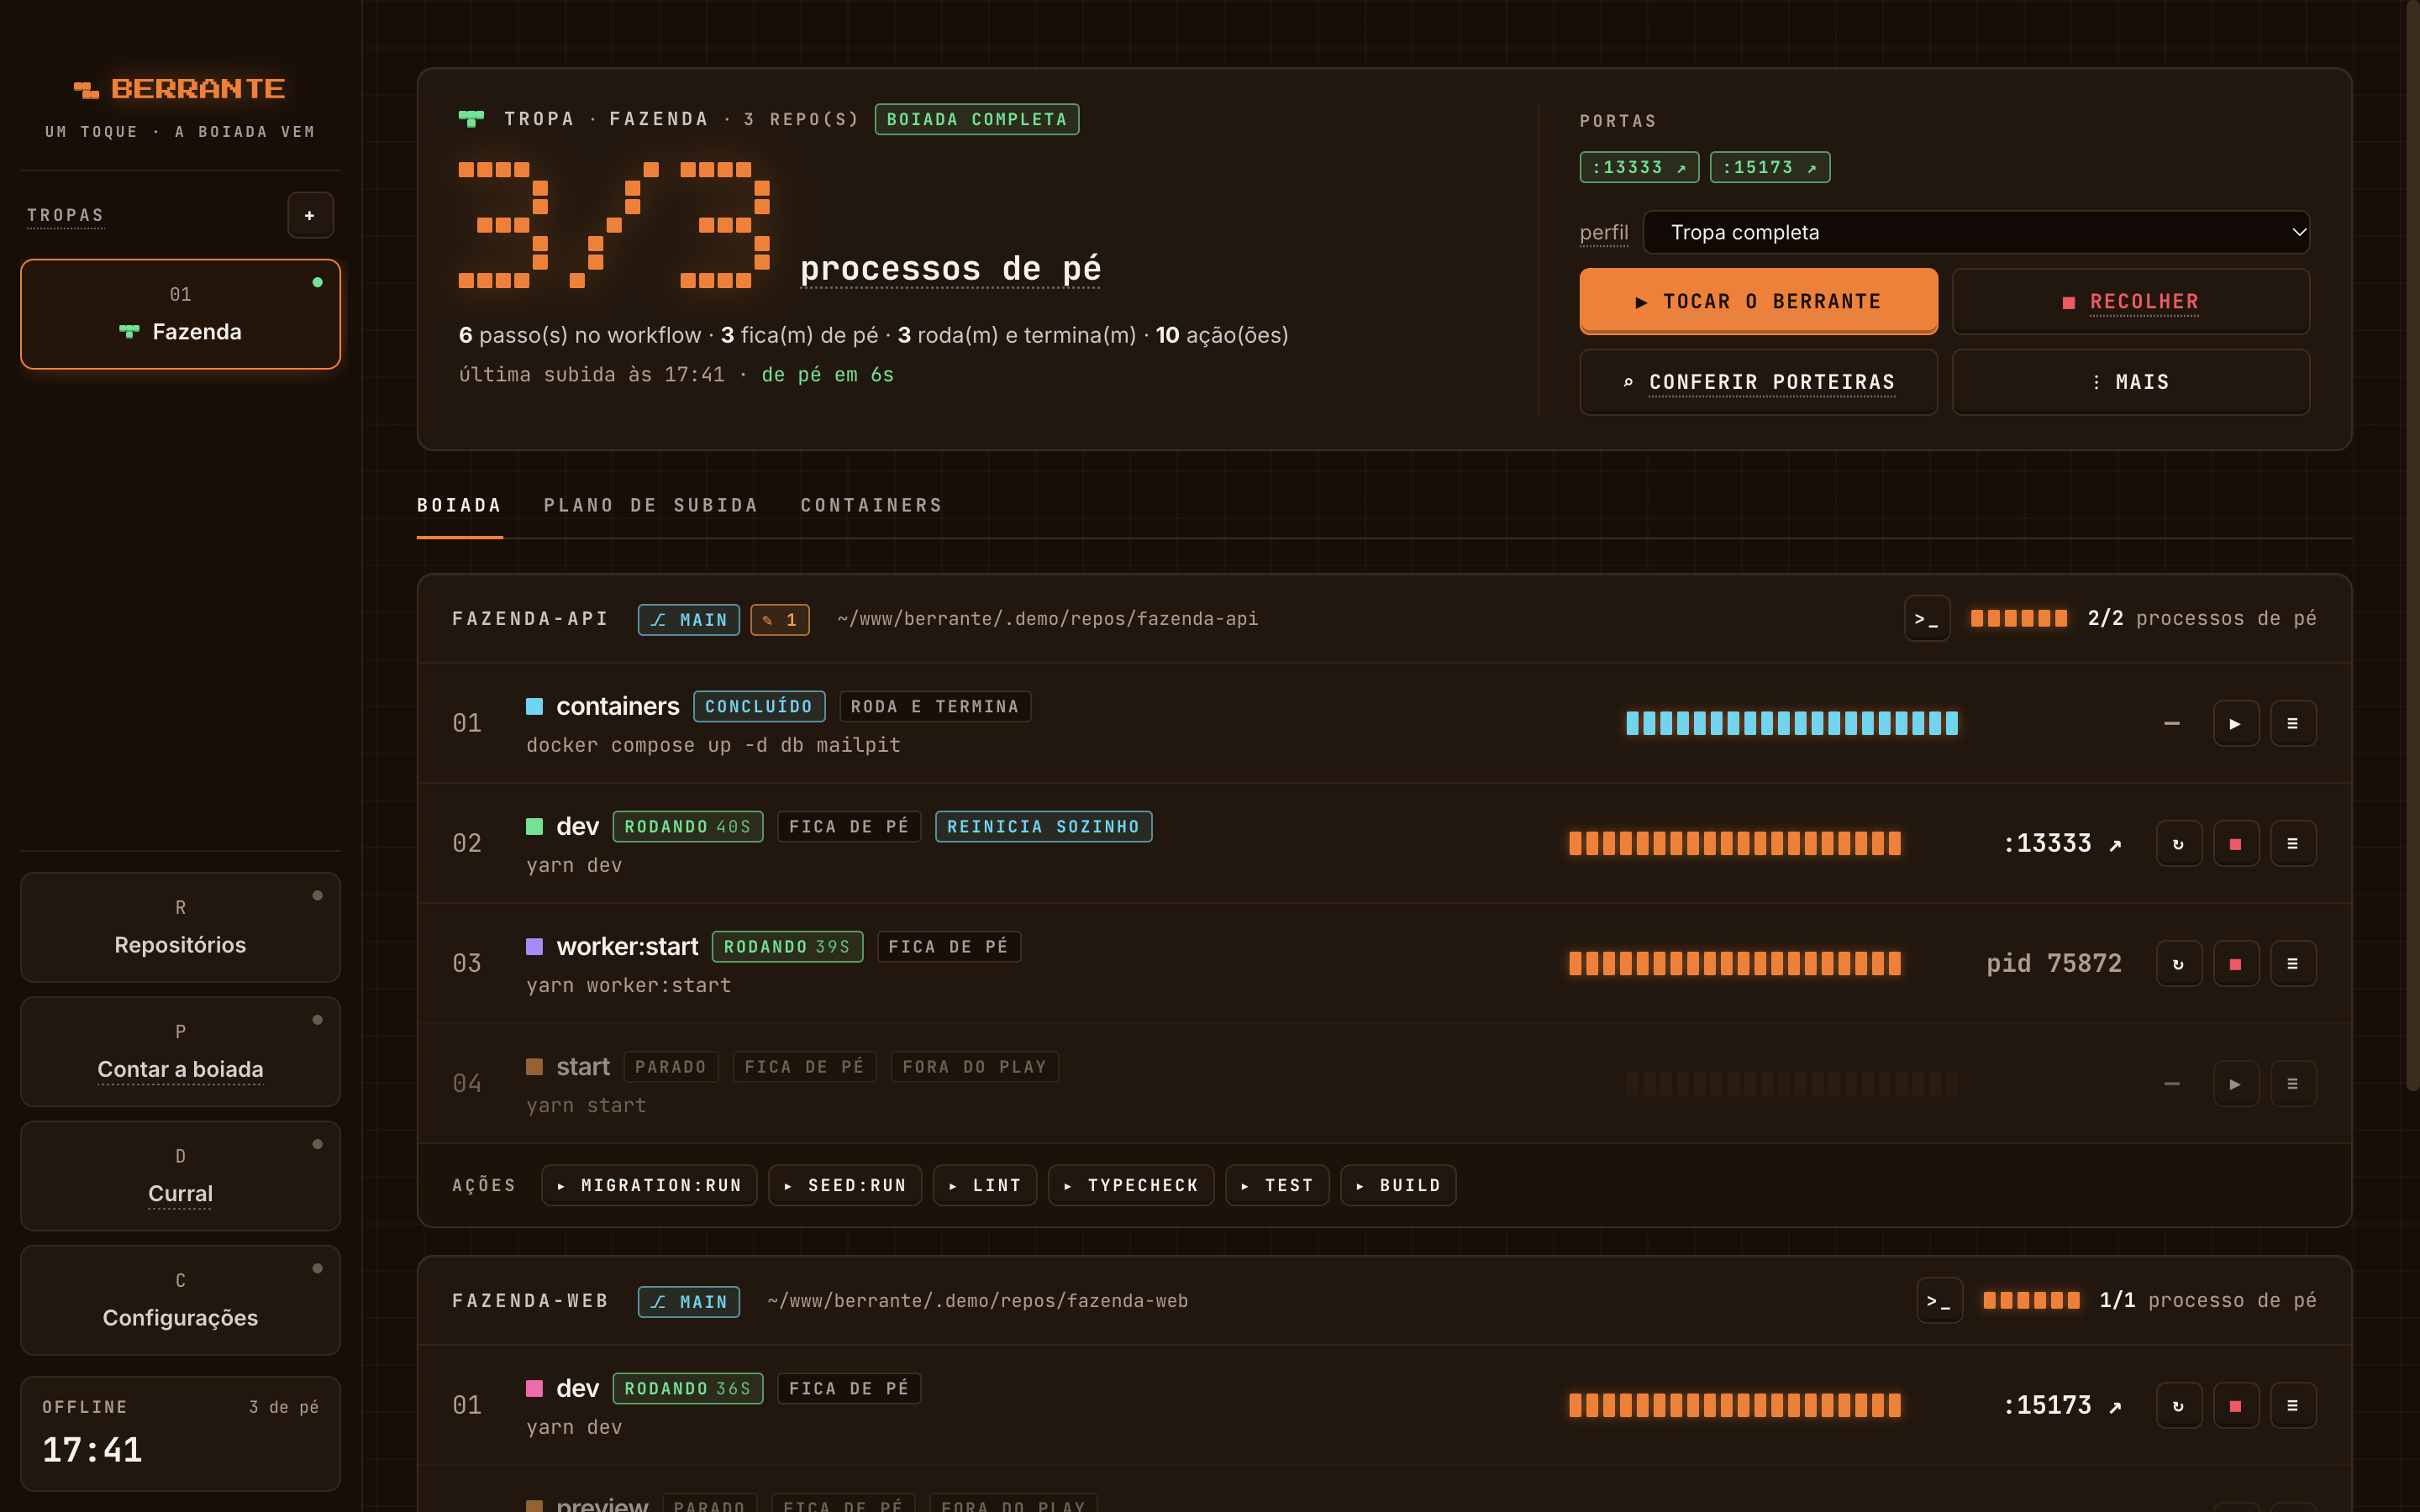 BERRANTE
UM TOQUE · A BOIADA VEM
TROPAS
+
01
Fazenda
R
Repositórios
P
Contar a boiada
D
Curral
C
Configurações
OFFLINE 3 de pé
17:41
TROPA · FAZENDA · 3 REPO(S) BOIADA COMPLETA
3/3 processos de pé
6 passo(s) no workflow · 3 fica(m) de pé · 3 roda(m) e termina(m) · 10 ação(ões)
última subida às 17:41 · de pé em 6s
PORTAS
:13333 ↗ :15173 ↗
perfil Tropa completa
▶ TOCAR O BERRANTE ■ RECOLHER
⌕ CONFERIR PORTEIRAS ⋮ MAIS
BOIADA PLANO DE SUBIDA CONTAINERS
FAZENDA-API ⎇ MAIN ✎ 1 ~/www/berrante/.demo/repos/fazenda-api >_ 2/2 processos de pé
01 containers CONCLUÍDO RODA E TERMINA — ▶ ≡
docker compose up -d db mailpit
02 dev RODANDO 40S FICA DE PÉ REINICIA SOZINHO :13333 ↗ ↻ ■ ≡
yarn dev
03 worker:start RODANDO 39S FICA DE PÉ pid 75872 ↻ ■ ≡
yarn worker:start
04 start PARADO FICA DE PÉ FORA DO PLAY — ▶ ≡
yarn start
AÇÕES ▸ MIGRATION:RUN ▸ SEED:RUN ▸ LINT ▸ TYPECHECK ▸ TEST ▸ BUILD
FAZENDA-WEB ⎇ MAIN ~/www/berrante/.demo/repos/fazenda-web >_ 1/1 processo de pé
01 dev RODANDO 36S FICA DE PÉ :15173 ↗ ↻ ■ ≡
yarn dev
preview PARADO FICA DE PÉ FORA DO PLAY